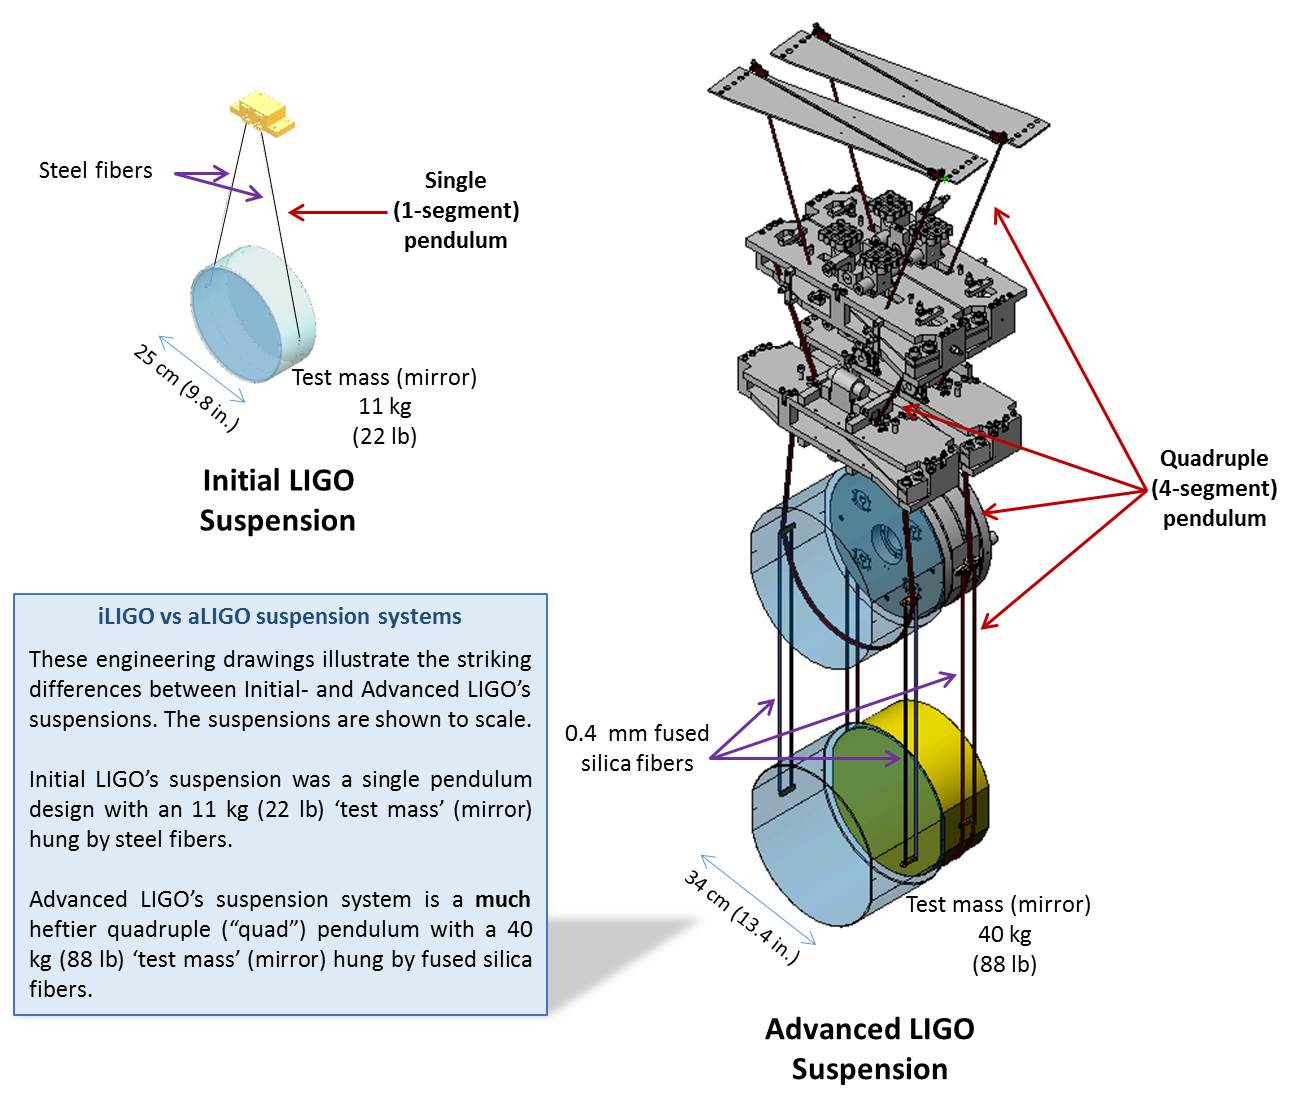 Steel fibers
Single
(1-segment)
pendulum
25 cm (9.8 in.)
Test mass (mirror)
11 kg
(22 lb)
Initial LIGO
Suspension
Quadruple
(4-segment)
pendulum
iLIGO vs aLIGO suspension systems
These engineering drawings illustrate the striking
differences between Initial- and Advanced LIGO’s
suspensions. The suspensions are shown to scale.
Initial LIGO’s suspension was a single pendulum
design with an 11 kg (22 lb) ‘test mass’ (mirror)
hung by steel fibers.
Advanced LIGO’s suspension system is a much
heftier quadruple (“quad”) pendulum with a 40
kg (88 lb) ‘test mass’ (mirror) hung by fused silica
fibers.
0.4  mm fused
silica fibers
34 cm (13.4 in.)
Test mass (mirror)
40 kg
(88 lb)
Advanced LIGO
Suspension